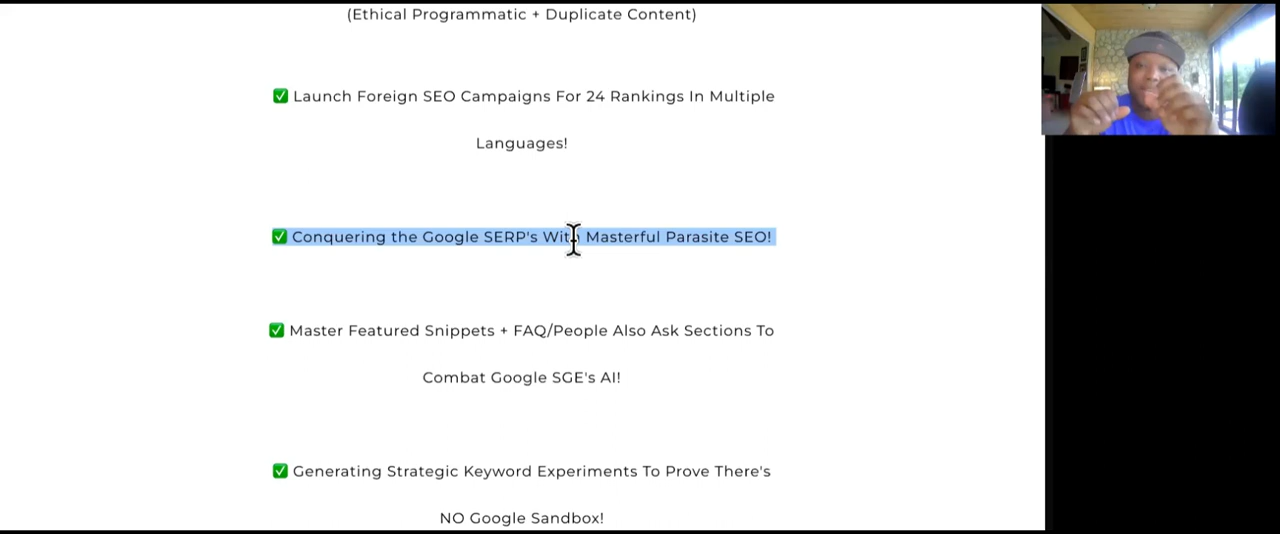 (Ethical Programmatic + Duplicate Content)
✅ Launch Foreign SEO Campaigns For 24 Rankings In Multiple
Languages!
✅ Conquering the Google SERP's With Masterful Parasite SEO!
✅ Master Featured Snippets + FAQ/People Also Ask Sections To
Combat Google SGE's AI!
✅ Generating Strategic Keyword Experiments To Prove There's
NO Google Sandbox!